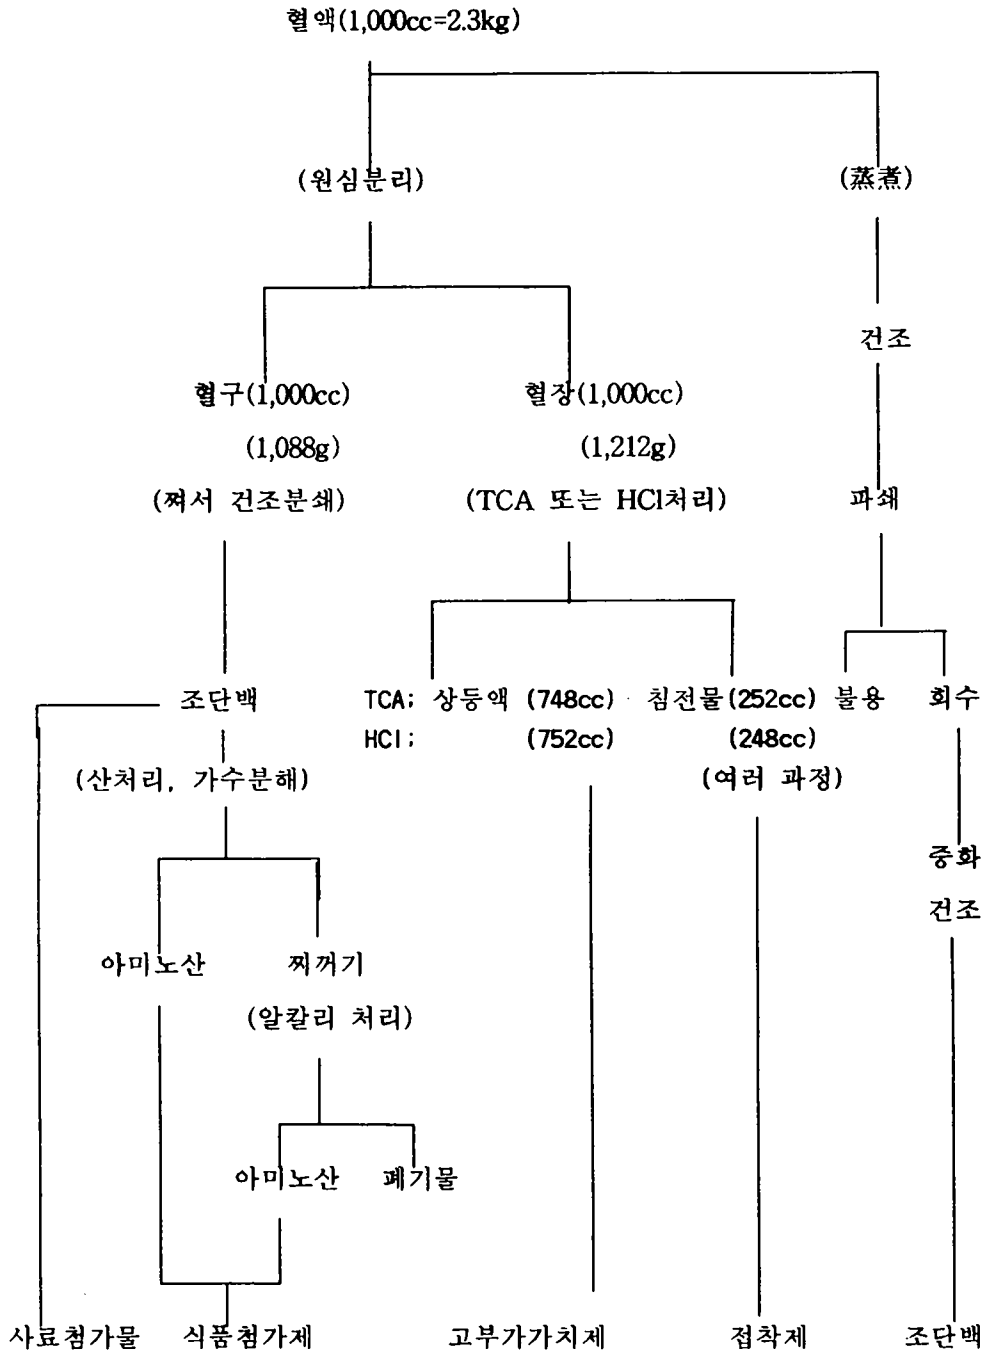 혈액(1,000cc=2.3kg)
(원심분리) (蒸煮)
건조
혈구(1,000cc) 혈장(1,000cc)
(1,088g) (1,212g)
(쪄서 건조분쇄) (TCA 또는 HCl처리) 파쇄
조단백 TCA; 상등액 (748cc) 침전물(252cc) 불용 회수
HCl; (752cc) (248cc)
(산처리, 가수분해) (여러 과정)
중화
건조
아미노산 찌꺼기
(알칼리 처리)
아미노산 폐기물
사료첨가물 식품첨가제 고부가가치제 접착제 조단백